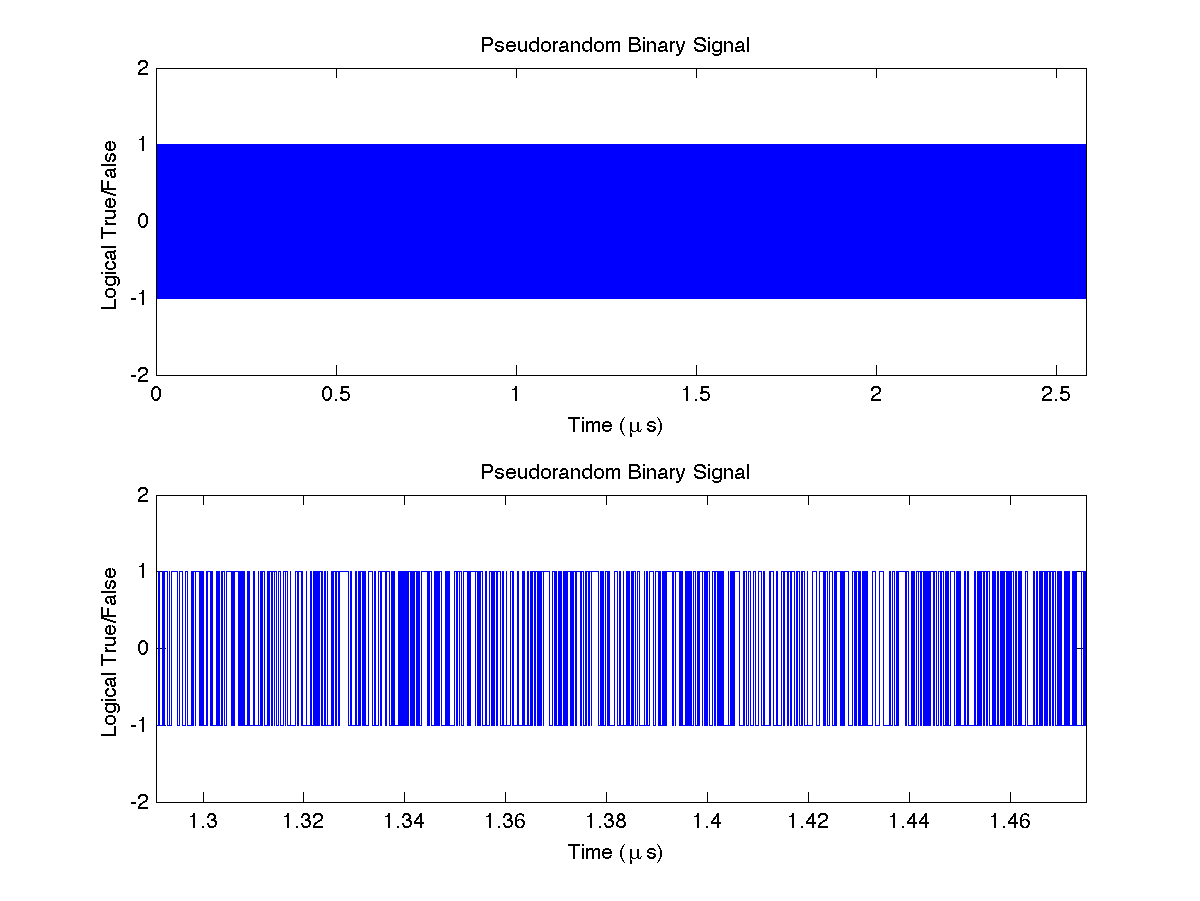 Pseudorandom Binary Signal
2
1
0
-1
-2
Logical True/False
0 0.5 1 1.5 2 2.5
Time (μ s)
Pseudorandom Binary Signal
2
1
0
-1
-2
Logical True/False
1.3 1.32 1.34 1.36 1.38 1.4 1.42 1.44 1.46
Time (μ s)